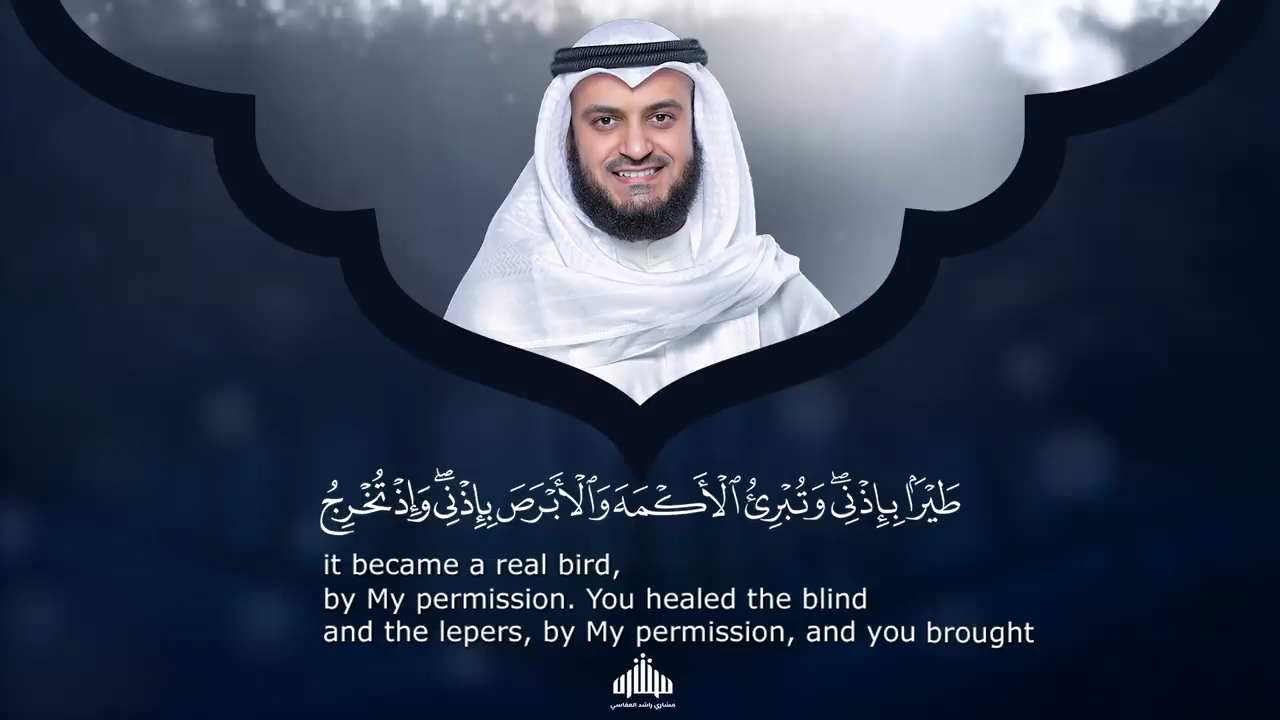 طَيْرًۢا بِإِذْنِىۖ وَتُبْرِئُ ٱلْأَكْمَهَ وَٱلْأَبْرَصَ بِإِذْنِىۖ وَإِذْ تُخْرِجُ
it became a real bird,
by My permission. You healed the blind
and the lepers, by My permission, and you brought
مشاري راشد العفاسي